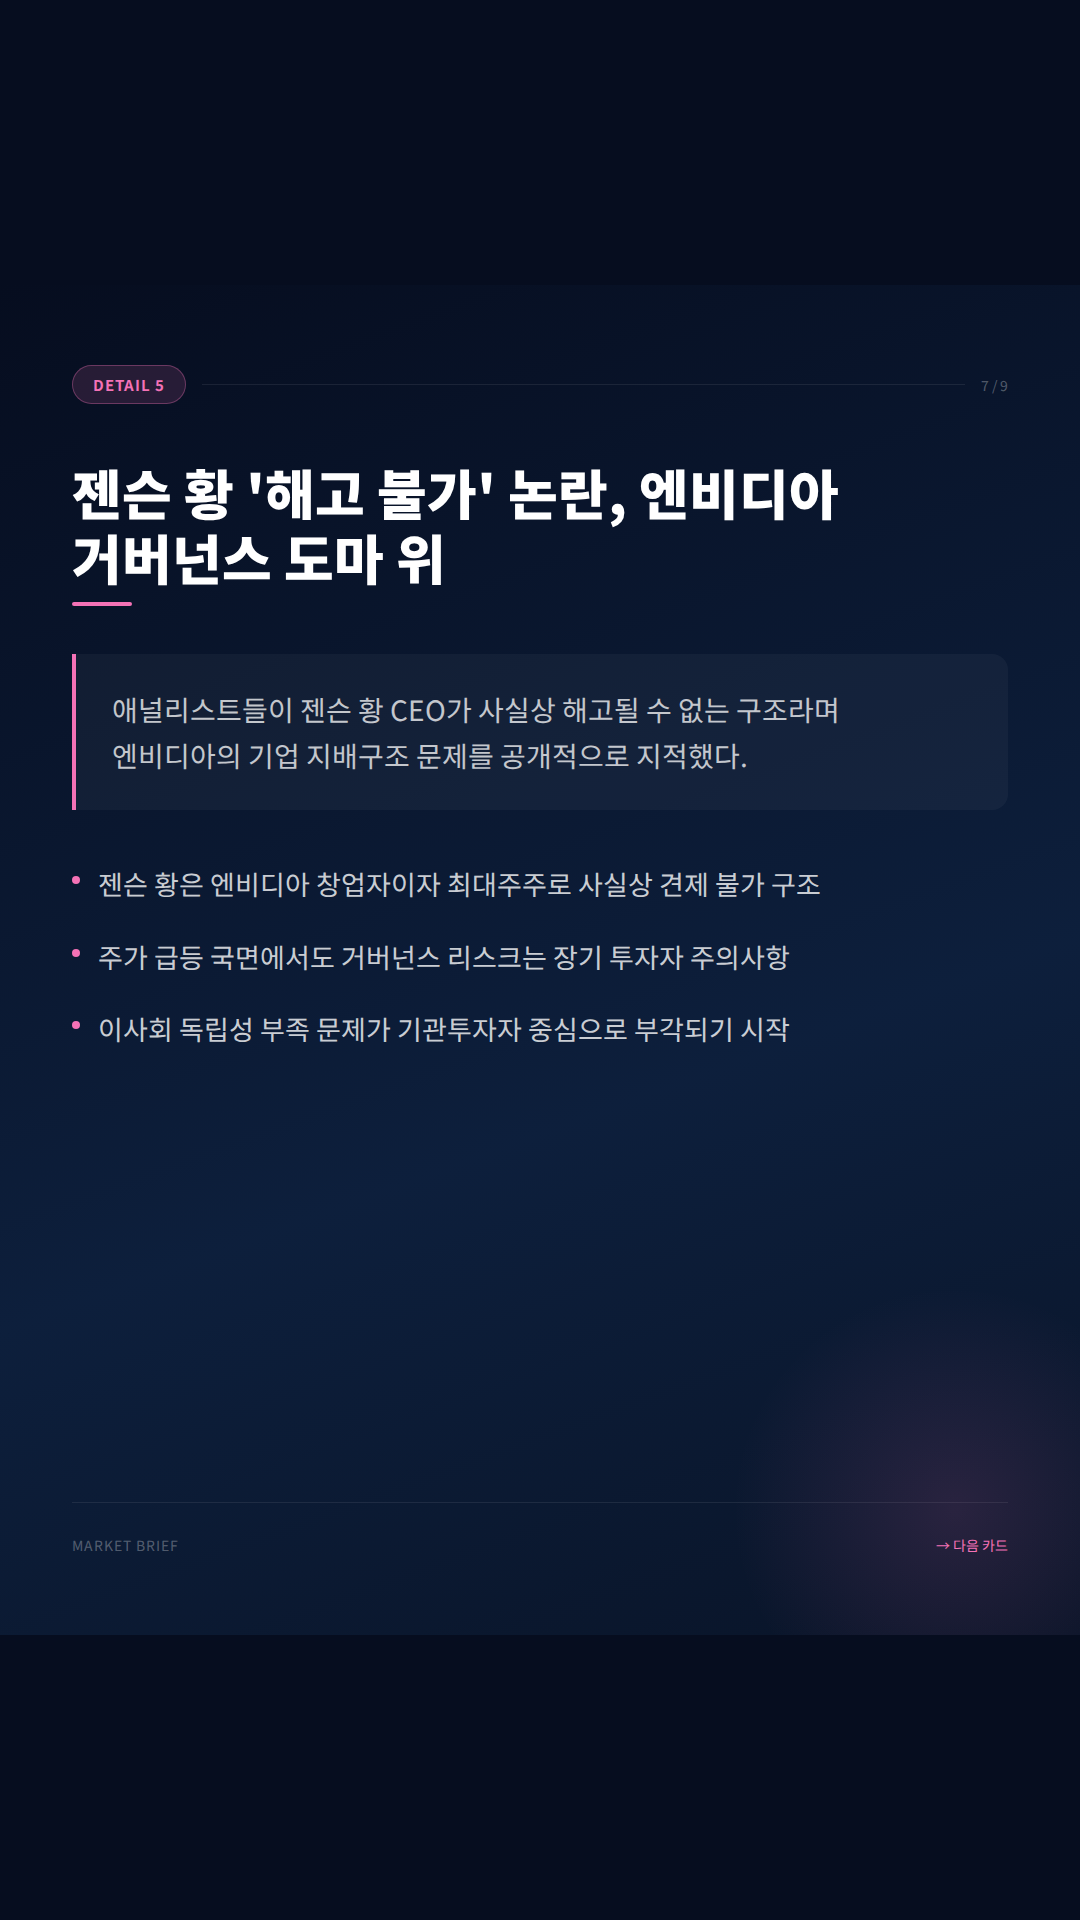 DETAIL 5
7 / 9
젠슨 황 '해고 불가' 논란, 엔비디아
거버넌스 도마 위
애널리스트들이 젠슨 황 CEO가 사실상 해고될 수 없는 구조라며
엔비디아의 기업 지배구조 문제를 공개적으로 지적했다.
• 젠슨 황은 엔비디아 창업자이자 최대주주로 사실상 견제 불가 구조
• 주가 급등 국면에서도 거버넌스 리스크는 장기 투자자 주의사항
• 이사회 독립성 부족 문제가 기관투자자 중심으로 부각되기 시작
MARKET BRIEF
→ 다음 카드